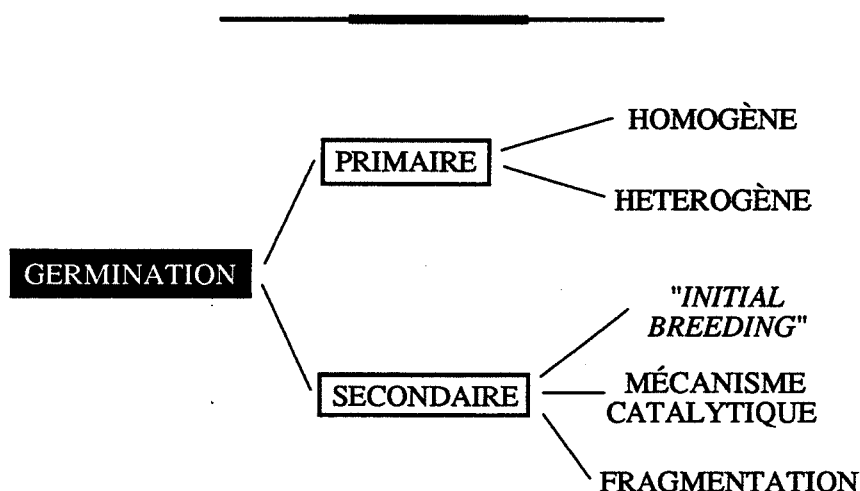 HOMOGÈNE
PRIMAIRE
HETEROGÈNE
GERMINATION
"INITIAL
BREEDING"
SECONDAIRE
MÉCANISME
CATALYTIQUE
FRAGMENTATION